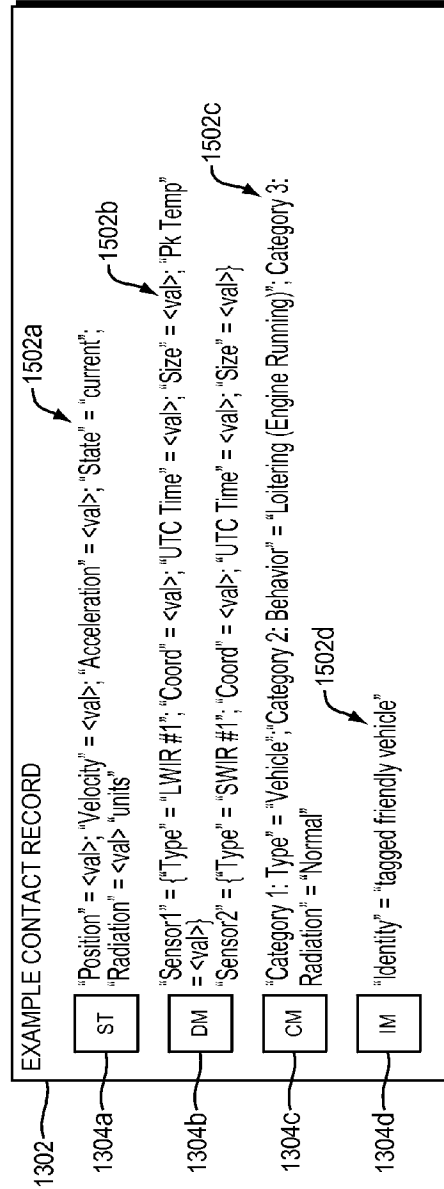 EXAMPLE CONTACT RECORD
1302
1304a
ST
"Position" = <val>; "Velocity" = <val>; "Acceleration" = <val>; "State" = "current";
"Radiation" = <val> "units"
1502a
1304b
DM
"Sensor1" = {"Type" = "LWIR #1"; "Coord" = <val>; "UTC Time" = <val>; "Size" = <val>; "Pk Temp"
= <val>}
"Sensor2" = {"Type" = "SWIR #1"; "Coord" = <val>; "UTC Time" = <val>; "Size" = <val>}
1502b
1304c
CM
"Category 1: Type" = "Vehicle";"Category 2: Behavior" = "Loitering (Engine Running)"; Category 3:
Radiation" = "Normal"
1502c
1304d
IM
"Identity" = "tagged friendly vehicle"
1502d